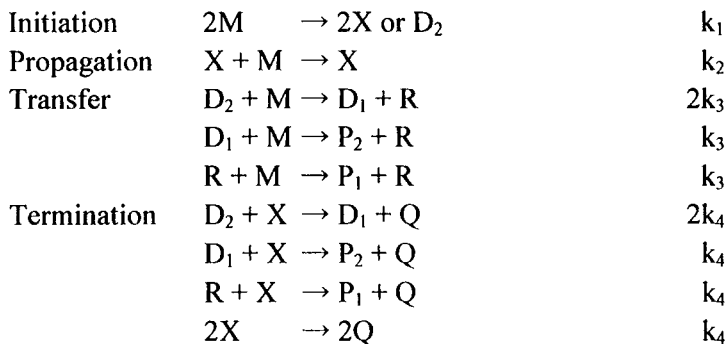 Initiation 2M → 2X or D₂ k₁
Propagation X + M → X k₂
Transfer D₂ + M → D₁ + R 2k₃
D₁ + M → P₂ + R k₃
R + M → P₁ + R k₃
Termination D₂ + X → D₁ + Q 2k₄
D₁ + X → P₂ + Q k₄
R + X → P₁ + Q k₄
2X → 2Q k₄